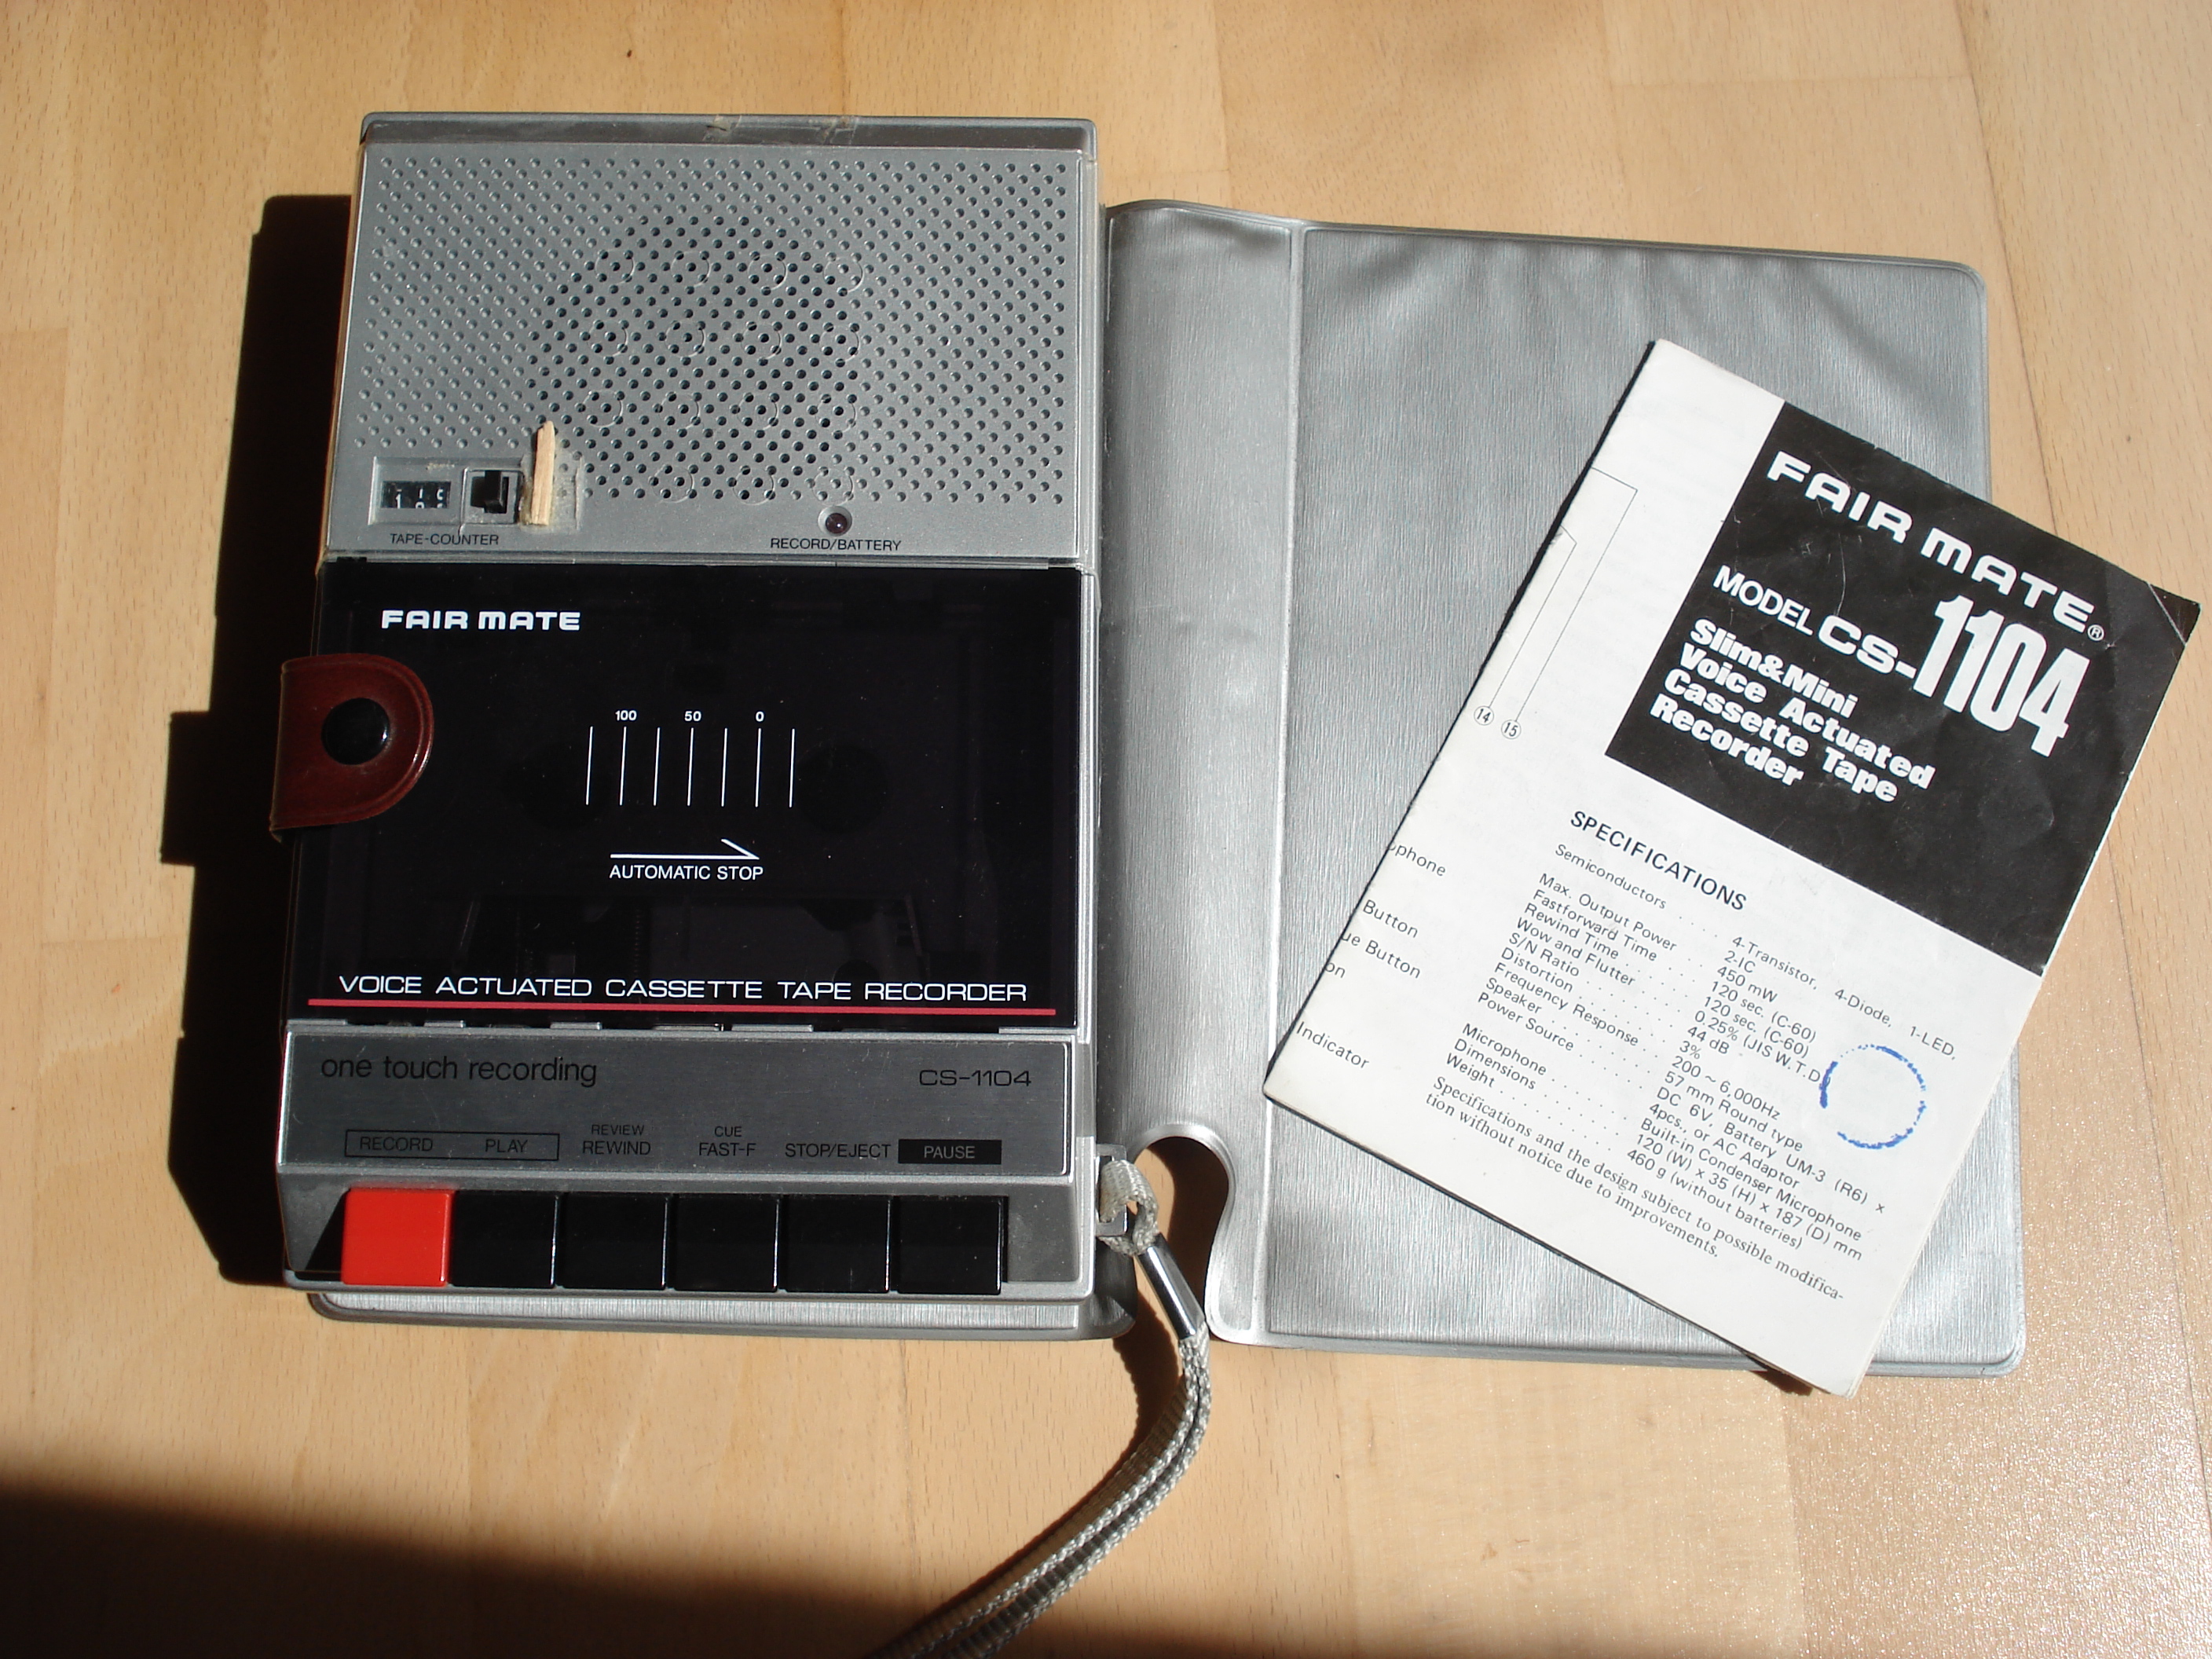 TAPE-COUNTER
RECORD/BATTERY
FAIR MATE
100 50 0
AUTOMATIC STOP
VOICE ACTUATED CASSETTE TAPE RECORDER
one touch recording
CS-1104
RECORD PLAY REVIEW REWIND CUE FAST-F STOP/EJECT PAUSE
FAIR MATE®
MODEL CS-1104
Slim&Mini
Voice Actuated
Cassette Tape
Recorder
14 15
phone
Button
ue Button
on
Indicator
SPECIFICATIONS
Semiconductors . . . . . 4-Transistor, 4-Diode, 1-LED,
2-IC
Max. Output Power . . 450 mW
Fastforward Time . . . . 120 sec. (C-60)
Rewind Time . . . . . . . 120 sec. (C-60)
Wow and Flutter . . . . . 0.25% (JIS W.T.D
S/N Ratio . . . . . . . . . 44 dB
Distortion . . . . . . . . . 3%
Frequency Response . . 200 ~ 6,000Hz
Speaker . . . . . . . . . . 57 mm Round type
Power Source . . . . . . DC 6V, Battery UM-3 (R6) ×
4pcs., or AC Adaptor
Microphone . . . . . . . Built-in Condenser Microphone
Dimensions . . . . . . . 120 (W) x 35 (H) x 187 (D) mm
Weight . . . . . . . . . . 460 g (without batteries)
Specifications and the design subject to possible modifica-
tion without notice due to improvements.